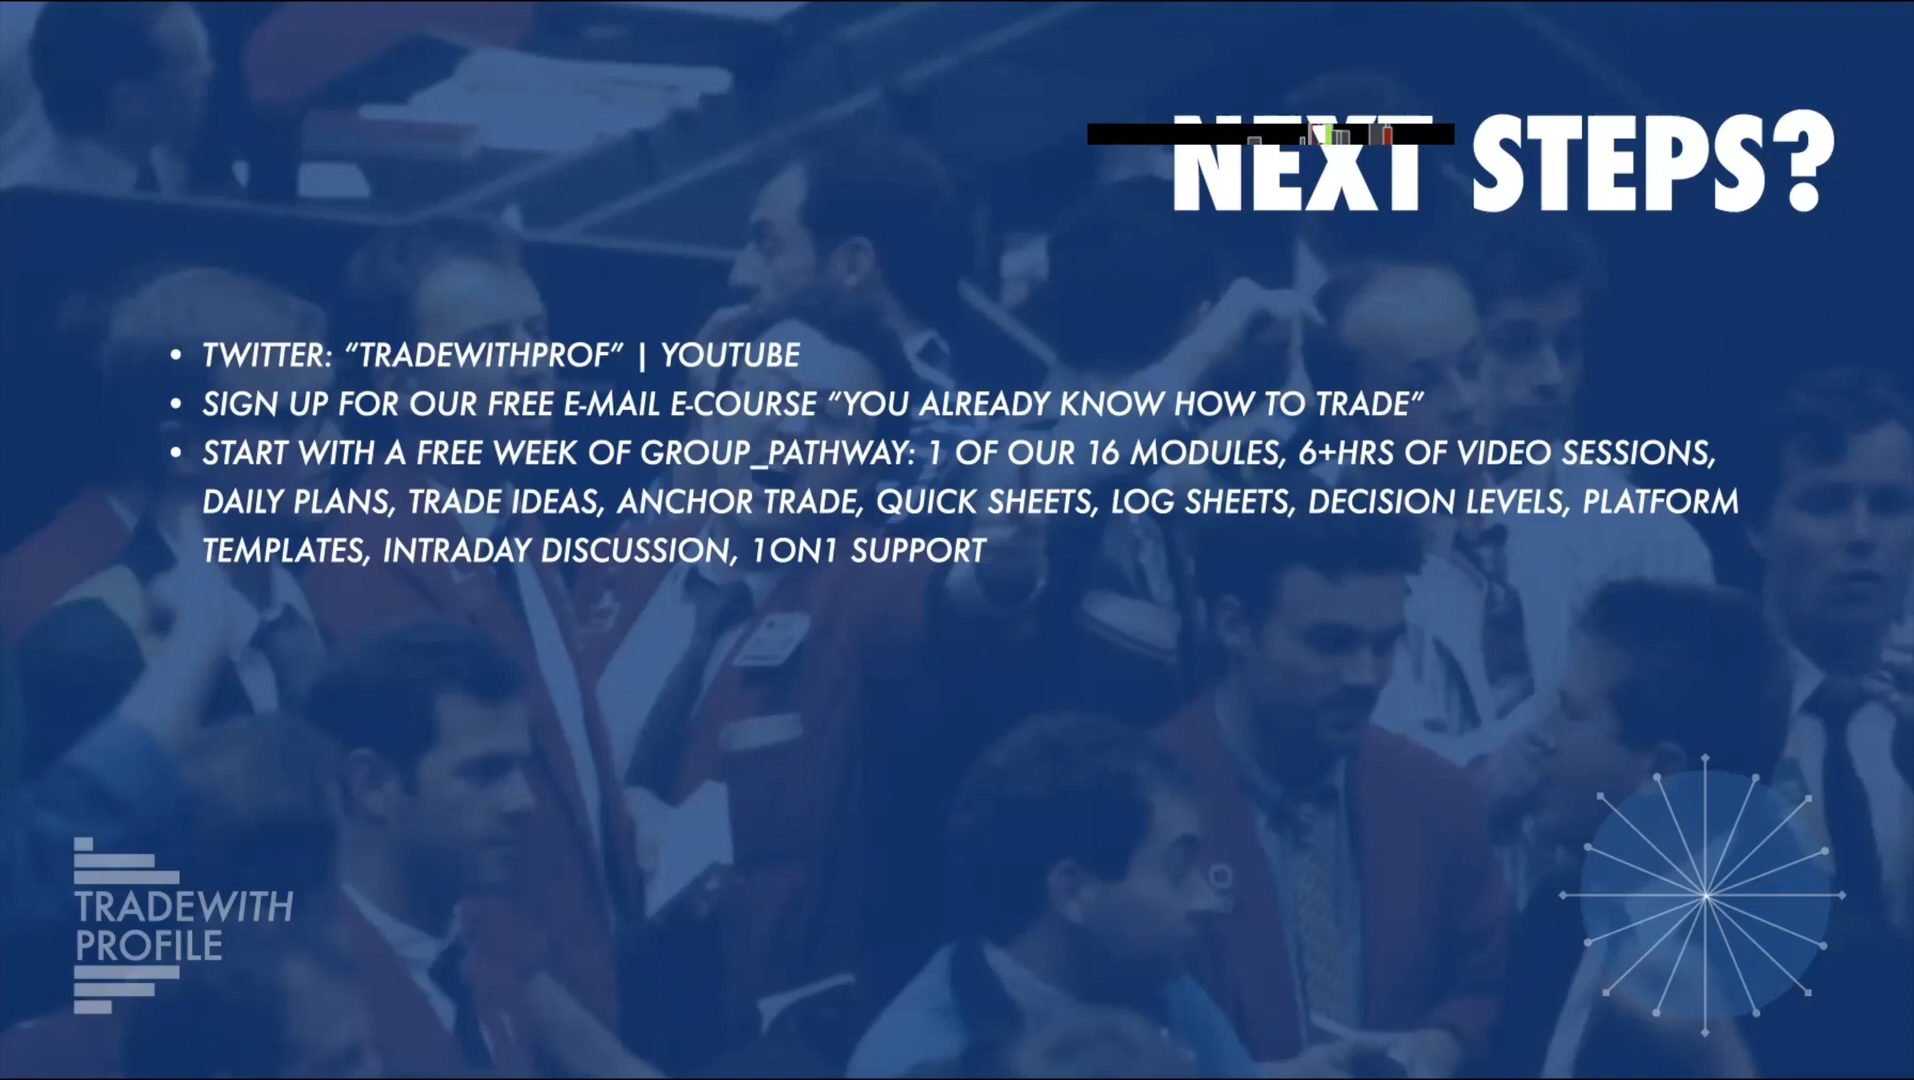 NEXT STEPS?
• TWITTER: “TRADEWITHPROF” | YOUTUBE
• SIGN UP FOR OUR FREE E-MAIL E-COURSE “YOU ALREADY KNOW HOW TO TRADE”
• START WITH A FREE WEEK OF GROUP_PATHWAY: 1 OF OUR 16 MODULES, 6+HRS OF VIDEO SESSIONS,
DAILY PLANS, TRADE IDEAS, ANCHOR TRADE, QUICK SHEETS, LOG SHEETS, DECISION LEVELS, PLATFORM
TEMPLATES, INTRADAY DISCUSSION, 1ON1 SUPPORT
TRADEWITH
PROFILE